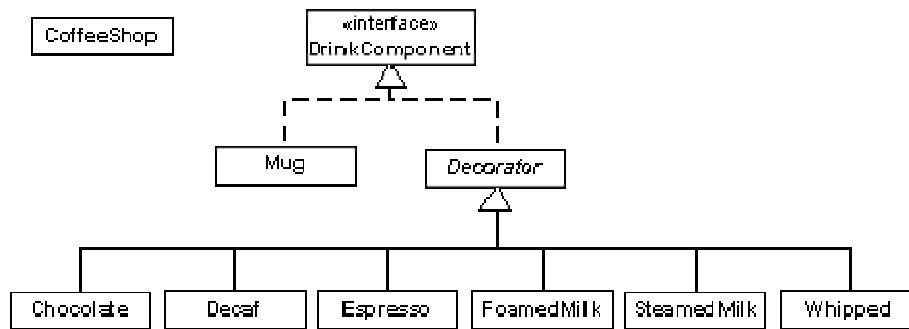 CoffeeShop
«interface»
DrinkComponent
Mug
Decorator
Chocolate
Decaf
Espresso
FoamedMilk
SteamedMilk
Whipped